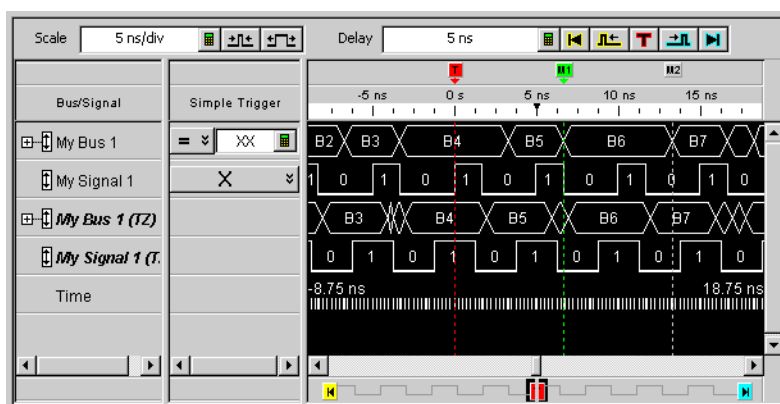 Scale 5 ns/div Delay 5 ns T
T M1 M2
Bus/Signal Simple Trigger -5 ns 0 s 5 ns 10 ns 15 ns
My Bus 1 = XX B2 B3 B4 B5 B6 B7
My Signal 1 X 1 0 1 0 1 0 1 0 1 0 1 0
My Bus 1 (TZ) B3 B4 B5 B6 B7
My Signal 1 (T. 0 1 0 1 0 1 0 1 0 1 0
Time -8.75 ns 18.75 ns